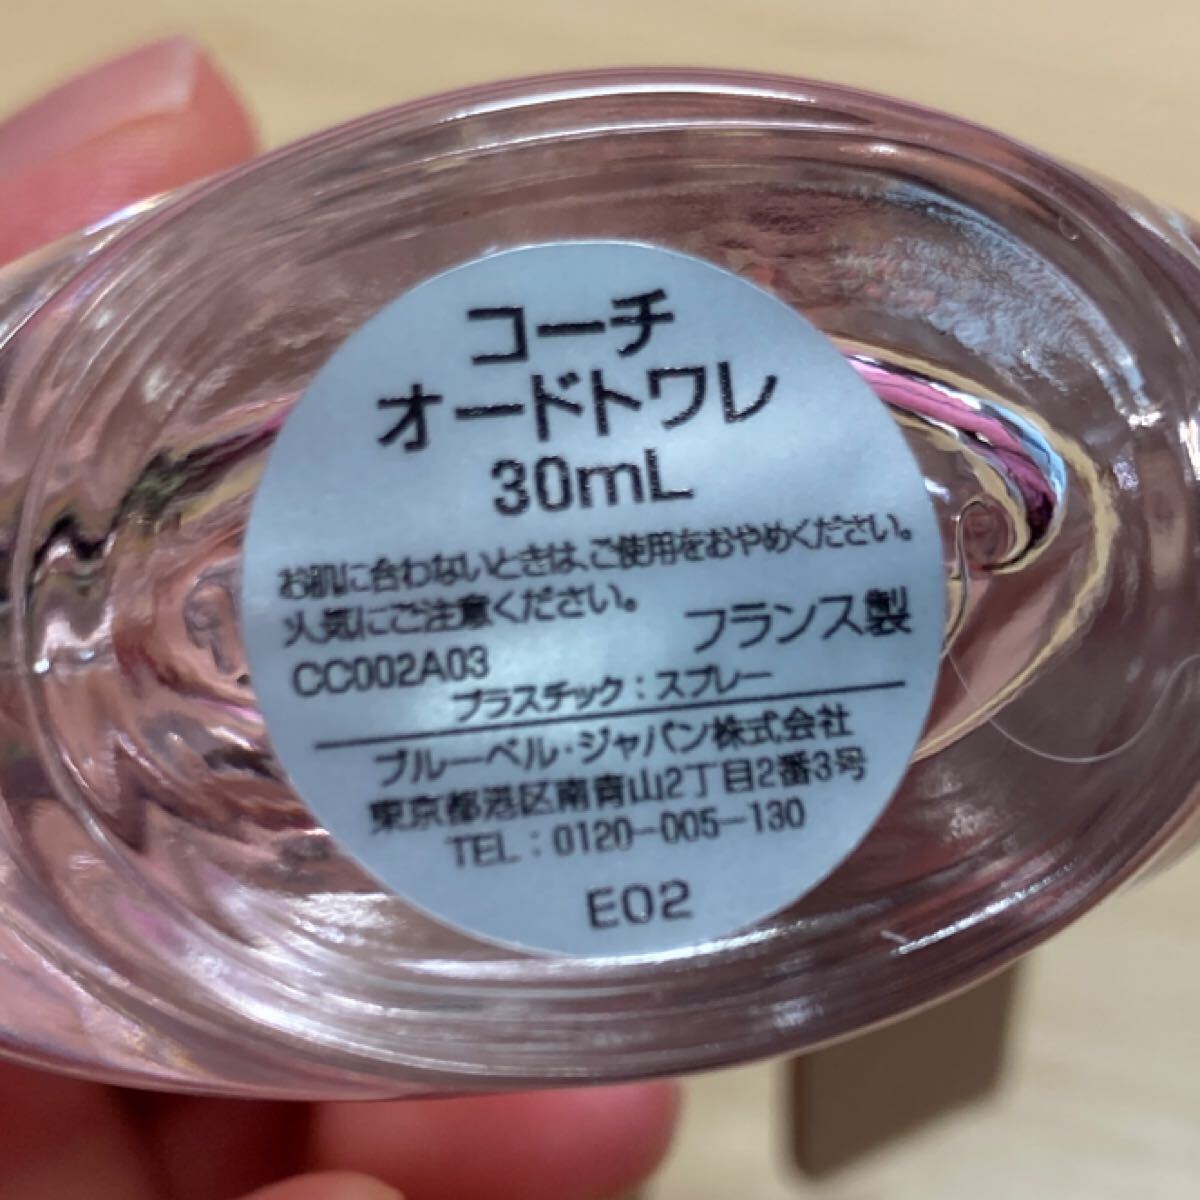 コーチ
オードトワレ
30mL
お肌に合わないときは、ご使用をおやめください。
火気にご注意ください。
フランス製
CC002A03
プラスチック：スプレー
ブルーベル・ジャパン株式会社
東京都港区南青山2丁目2番3号
TEL：0120-005-130
E02